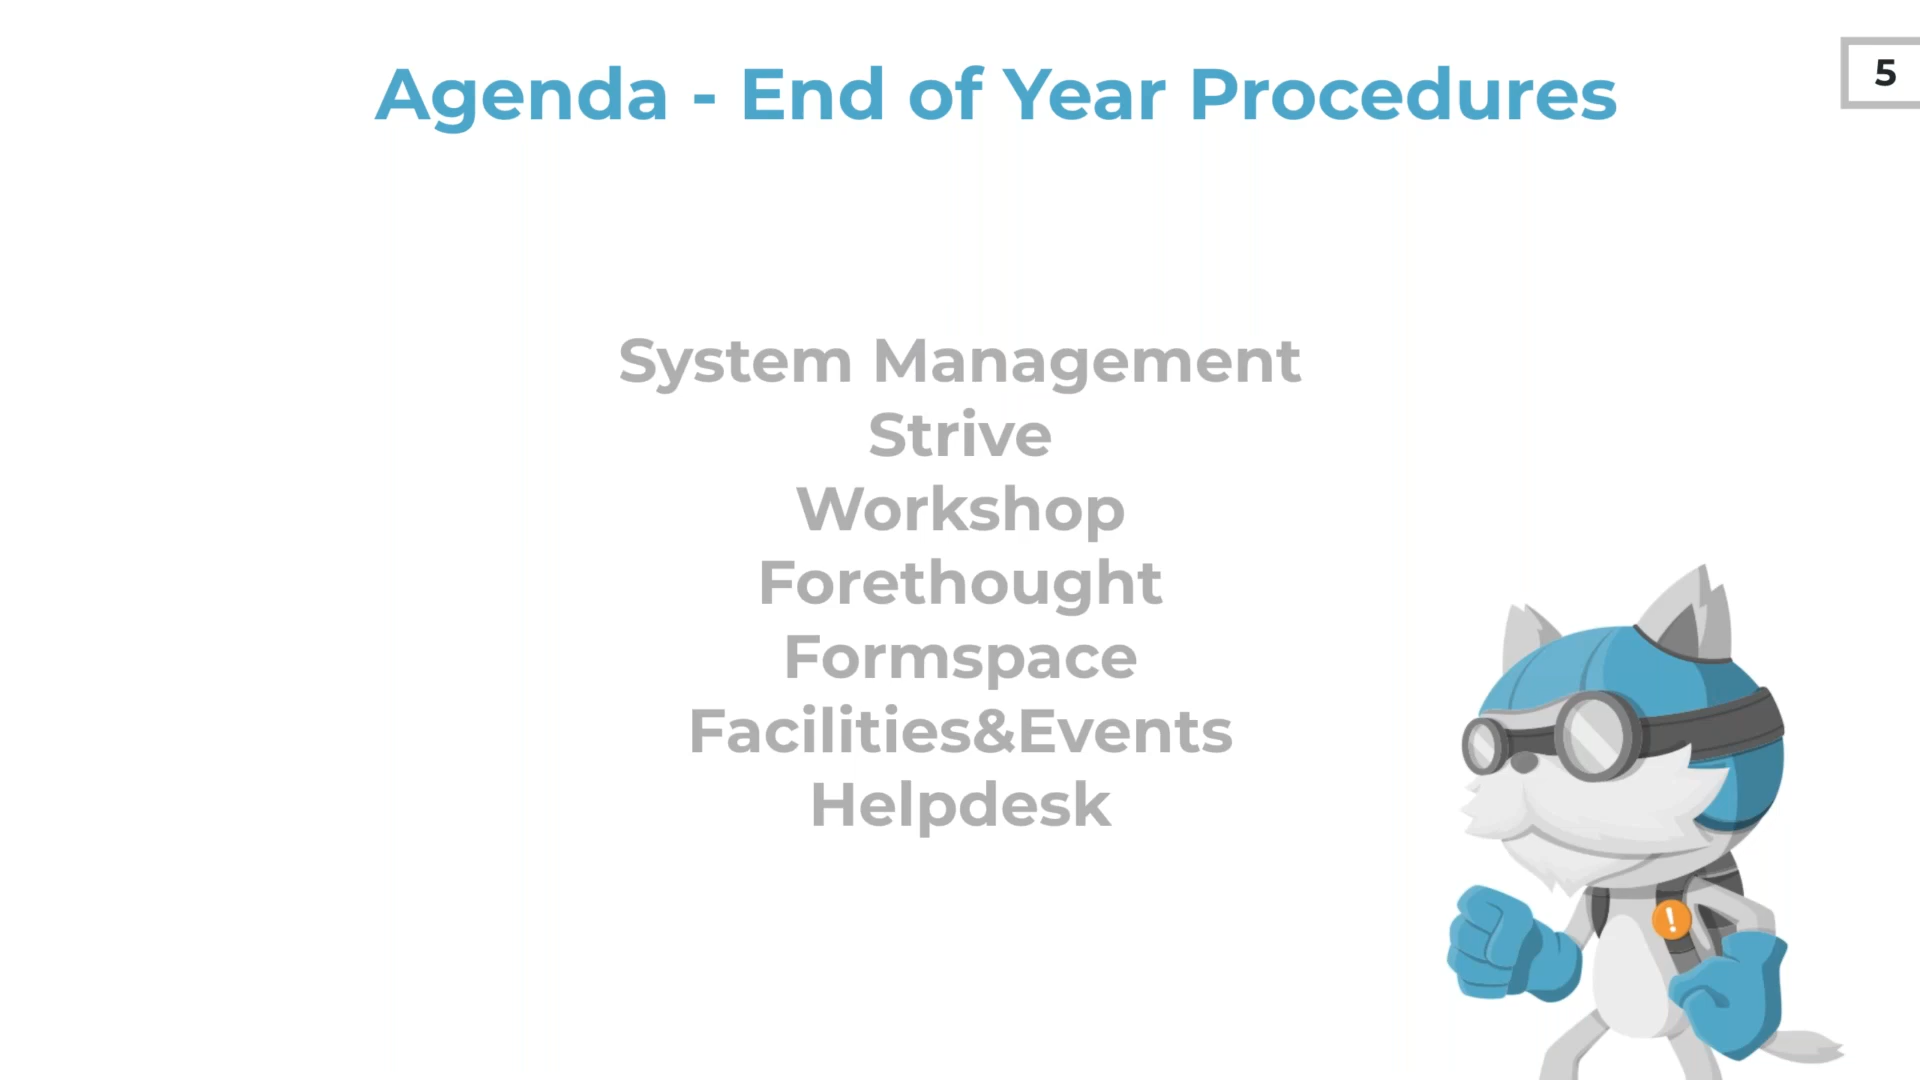 Agenda - End of Year Procedures
5
System Management
Strive
Workshop
Forethought
Formspace
Facilities&Events
Helpdesk
!